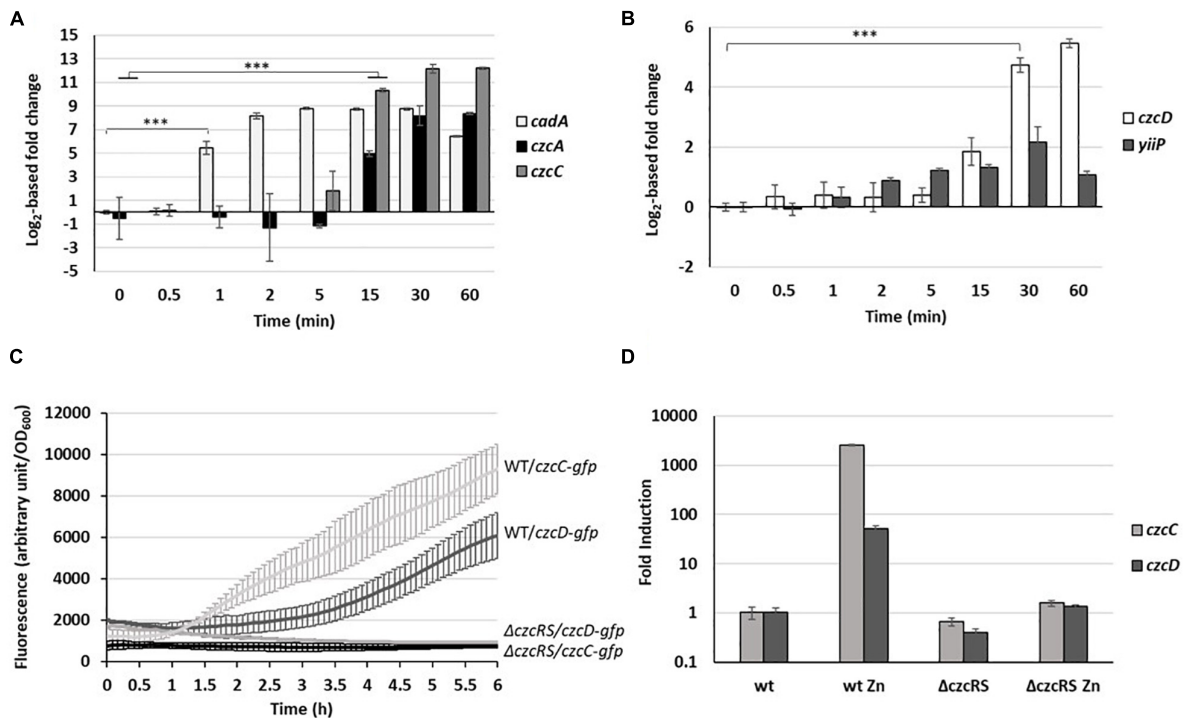 A
Log2-based fold change
15
13
11
9
7
5
3
1
-1
-3
-5
***
***
0 0.5 1 2 5 15 30 60
Time (min)
cadA
czcA
czcC
B
Log2-based fold change
6
4
2
0
-2
***
0 0.5 1 2 5 15 30 60
Time (min)
czcD
yiiP
C
Fluorescence (arbitrary unit/OD600)
12000
10000
8000
6000
4000
2000
0
0 0.5 1 1.5 2 2.5 3 3.5 4 4.5 5 5.5 6
Time (h)
WT/czcC-gfp
WT/czcD-gfp
ΔczcRS/czcD-gfp
ΔczcRS/czcC-gfp
D
Fold Induction
10000
1000
100
10
1
0.1
wt wt Zn ΔczcRS ΔczcRS Zn
czcC
czcD